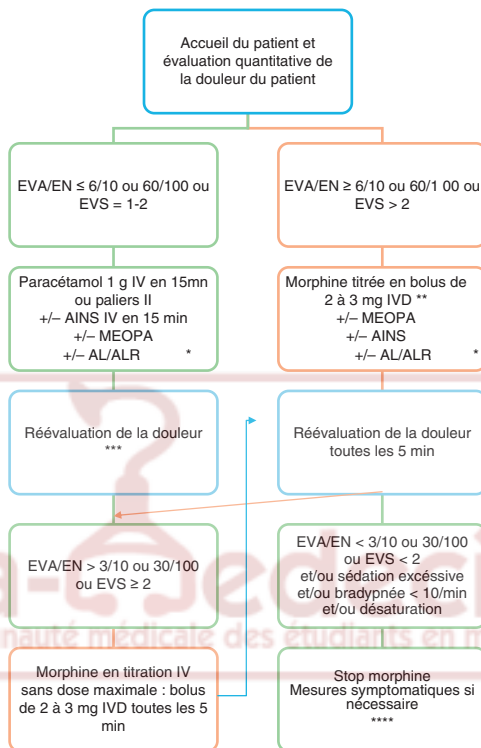 Accueil du patient et
évaluation quantitative de
la douleur du patient
EVA/EN ≤ 6/10 ou 60/100 ou
EVS = 1-2
EVA/EN ≥ 6/10 ou 60/1 00 ou
EVS > 2
Paracétamol 1 g IV en 15mn
ou paliers II
+/– AINS IV en 15 min
+/– MEOPA
+/– AL/ALR *
Morphine titrée en bolus de
2 à 3 mg IVD **
+/– MEOPA
+/– AINS
+/– AL/ALR *
Réévaluation de la douleur
***
Réévaluation de la douleur
toutes les 5 min
EVA/EN > 3/10 ou 30/100
ou EVS ≥ 2
EVA/EN < 3/10 ou 30/100
ou EVS < 2
et/ou sédation excéssive
et/ou bradypnée < 10/min
et/ou désaturation
Morphine en titration IV
sans dose maximale : bolus
de 2 à 3 mg IVD toutes les 5
min
Stop morphine
Mesures symptomatiques si
nécessaire
****
médicale des étudiants en